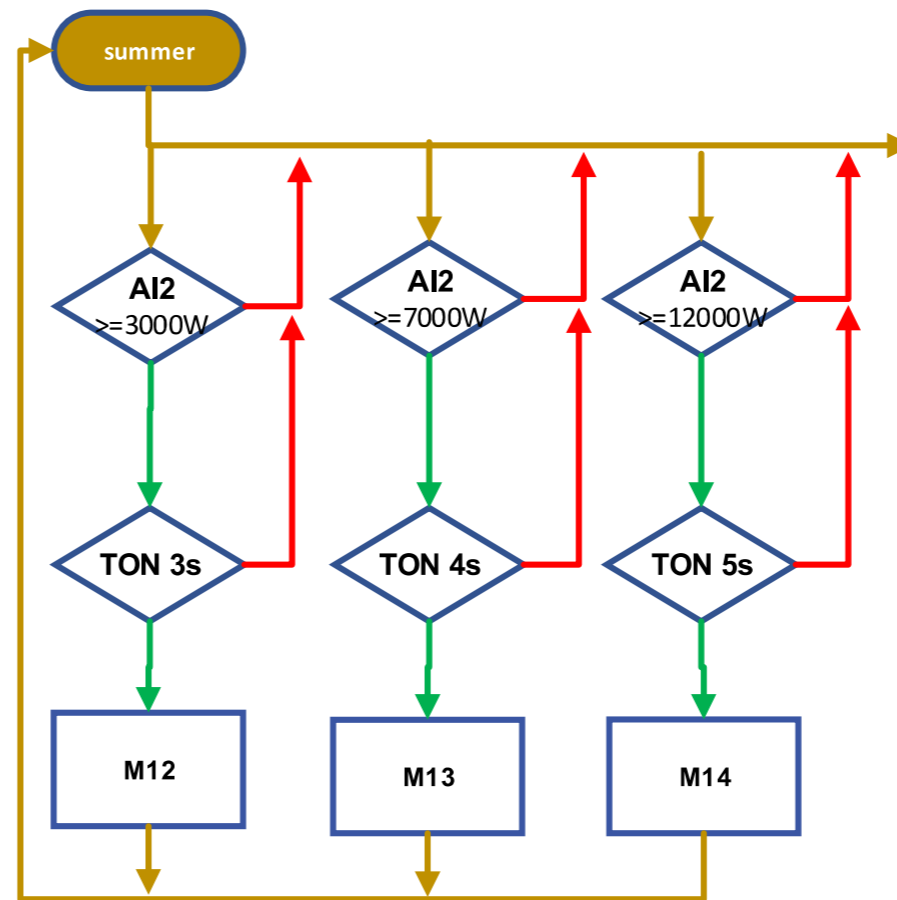 summer
AI2
>=3000W
AI2
>=7000W
AI2
>=12000W
TON 3s
TON 4s
TON 5s
M12
M13
M14